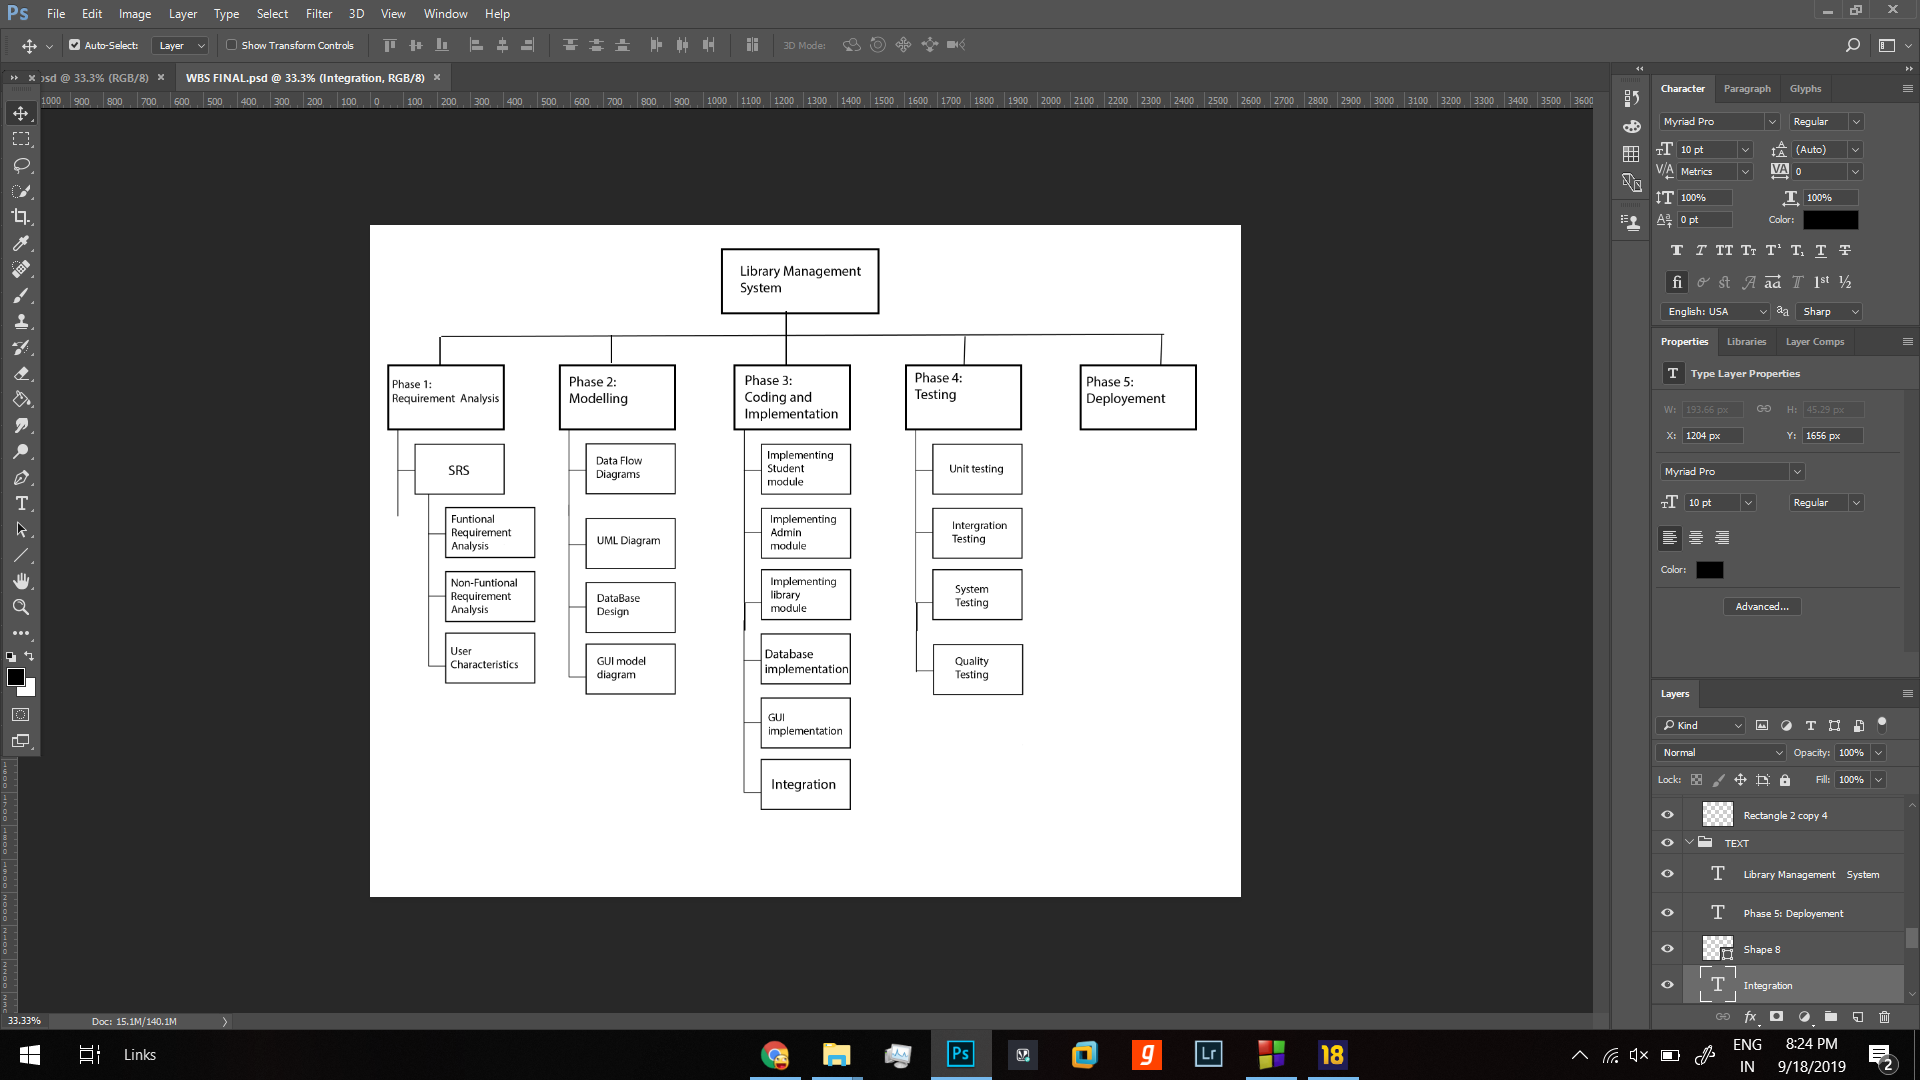 Ps File Edit Image Layer Type Select Filter 3D View Window Help
Auto-Select: Layer Show Transform Controls 3D Mode:
psd @ 33.3% (RGB/8) × WBS FINAL.psd @ 33.3% (Integration, RGB/8) ×
1000 900 800 700 600 500 400 300 200 100 0 100 200 300 400 500 600 700 800 900 1000 1100 1200 1300 1400 1500 1600 1700 1800 1900 2000 2100 2200 2300 2400 2500 2600 2700 2800 2900 3000 3100 3200 3300 3400 3500 3600
Library Management
System
Phase 1:
Requirement Analysis
Phase 2:
Modelling
Phase 3:
Coding and
Implementation
Phase 4:
Testing
Phase 5:
Deployement
SRS
Funtional
Requirement
Analysis
Non-Funtional
Requirement
Analysis
User
Characteristics
Data Flow
Diagrams
UML Diagram
DataBase
Design
GUI model
diagram
Implementing
Student
module
Implementing
Admin
module
Implementing
library
module
Database
implementation
GUI
implementation
Integration
Unit testing
Intergration
Testing
System
Testing
Quality
Testing
Character Paragraph Glyphs
Myriad Pro Regular
10 pt (Auto)
Metrics 0
100% 100%
0 pt Color:
English: USA aa Sharp
Properties Libraries Layer Comps
T Type Layer Properties
W: 193.66 px H: 45.29 px
X: 1204 px Y: 1656 px
Myriad Pro
10 pt Regular
Color:
Advanced...
Layers
Kind
Normal Opacity: 100%
Lock: Fill: 100%
Rectangle 2 copy 4
TEXT
Library Management System
Phase 5: Deployement
Shape 8
Integration
fx
33.33% Doc: 15.1M/140.1M
Links Ps g Lr 18
ENG
IN
8:24 PM
9/18/2019
2